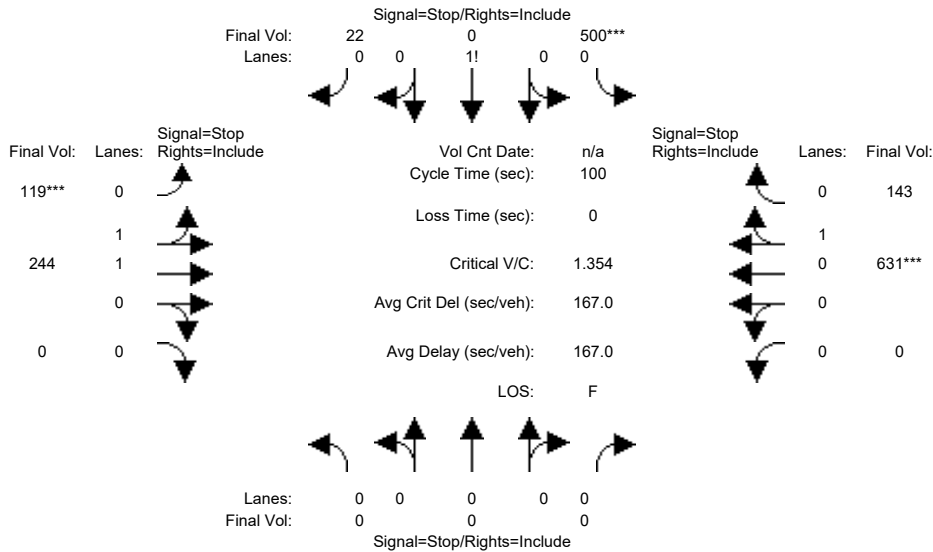 Signal=Stop/Rights=Include
Final Vol: 22 0 500***
Lanes: 0 0 1! 0 0
Signal=Stop Signal=Stop
Final Vol: Lanes: Rights=Include Vol Cnt Date: n/a Rights=Include Lanes: Final Vol:
Cycle Time (sec): 100
119*** 0 0 143
Loss Time (sec): 0
1 1
244 1 Critical V/C: 1.354 0 631***
0 Avg Crit Del (sec/veh): 167.0 0
0 0 Avg Delay (sec/veh): 167.0 0 0
LOS: F
Lanes: 0 0 0 0 0
Final Vol: 0 0 0
Signal=Stop/Rights=Include